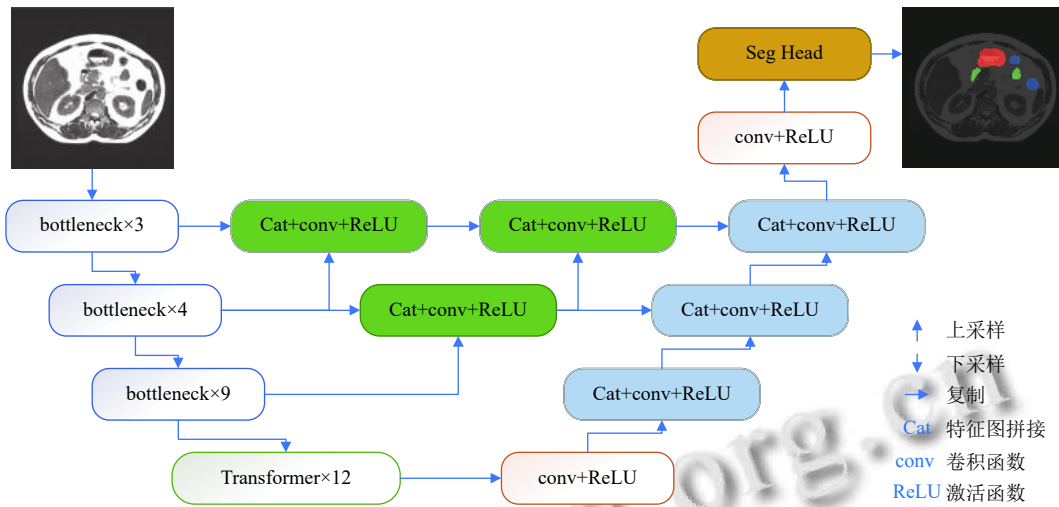 Seg Head
conv+ReLU
bottleneck×3
Cat+conv+ReLU
Cat+conv+ReLU
Cat+conv+ReLU
bottleneck×4
Cat+conv+ReLU
Cat+conv+ReLU
bottleneck×9
Cat+conv+ReLU
Transformer×12
conv+ReLU
上采样
下采样
复制
Cat 特征图拼接
conv 卷积函数
ReLU 激活函数
org.cn